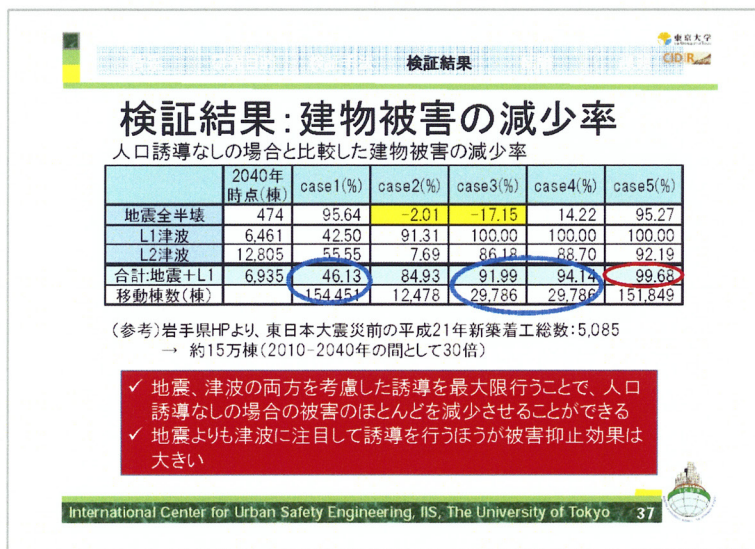 東京大学
検証結果
CIDIR
検証結果:建物被害の減少率
人口誘導なしの場合と比較した建物被害の減少率
2040年時点(棟) case1(%) case2(%) case3(%) case4(%) case5(%)
地震全半壊 474 95.64 -2.01 -17.15 14.22 95.27
L1津波 6,461 42.50 91.31 100.00 100.00 100.00
L2津波 12,805 55.55 7.69 86.18 88.70 92.19
合計:地震+L1 6,935 46.13 84.93 91.99 94.14 99.68
移動棟数(棟) 154,451 12,478 29,786 29,786 151,849
(参考)岩手県HPより、東日本大震災前の平成21年新築着工総数:5,085
→ 約15万棟(2010-2040年の間として30倍)
✓ 地震、津波の両方を考慮した誘導を最大限行うことで、人口
誘導なしの場合の被害のほとんどを減少させることができる
✓ 地震よりも津波に注目して誘導を行うほうが被害抑止効果は
大きい
International Center for Urban Safety Engineering, IIS, The University of Tokyo 37